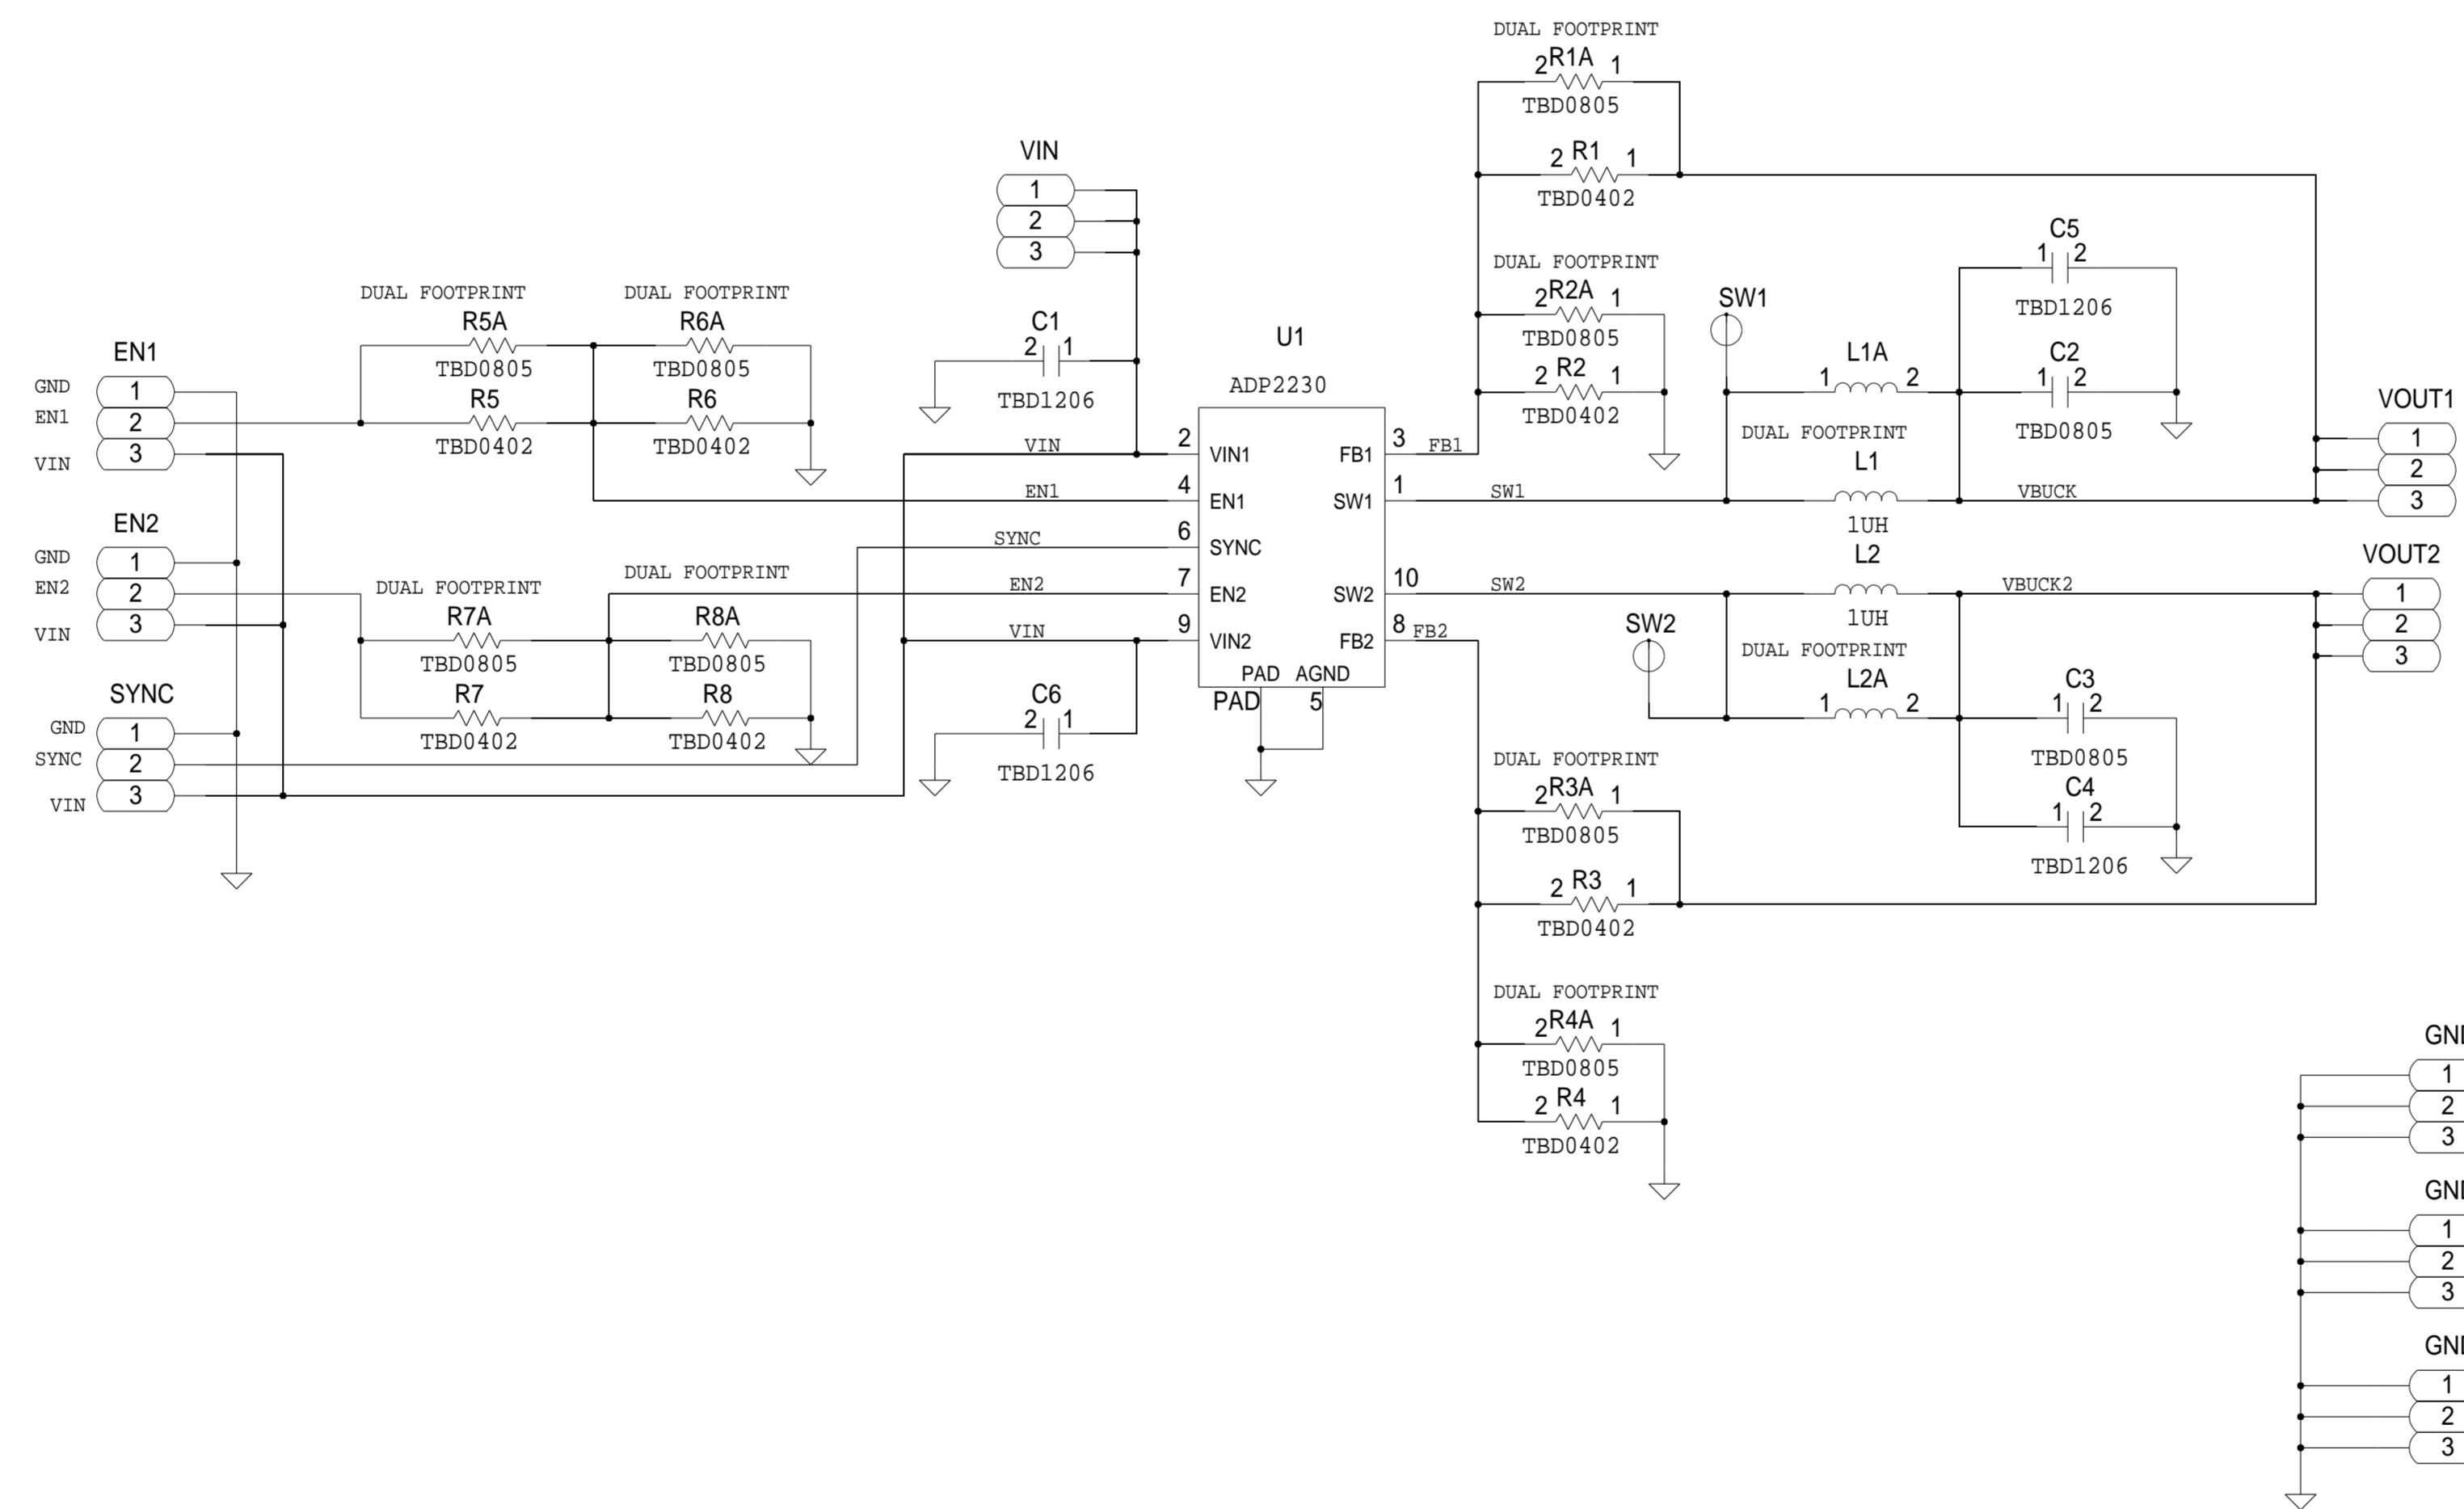 DUAL FOOTPRINT
2 R1A 1
TBD0805
2 R1 1
TBD0402
DUAL FOOTPRINT
2 R2A 1
TBD0805
2 R2 1
TBD0402
VIN
1
2
3
C1
2 1
TBD1206
DUAL FOOTPRINT
R5A
TBD0805
R5
TBD0402
DUAL FOOTPRINT
R6A
TBD0805
R6
TBD0402
EN1
GND 1
EN1 2
VIN 3
EN2
GND 1
EN2 2
VIN 3
SYNC
GND 1
SYNC 2
VIN 3
DUAL FOOTPRINT
R7A
TBD0805
R7
TBD0402
DUAL FOOTPRINT
R8A
TBD0805
R8
TBD0402
C6
2 1
TBD1206
U1
ADP2230
VIN 2 VIN1
EN1 4 EN1
SYNC 6 SYNC
EN2 7 EN2
VIN 9 VIN2
FB1 3 FB1
SW1 1 SW1
SW2 10 SW2
FB2 8 FB2
PAD AGND
PAD 5
SW1
L1A
1 2
DUAL FOOTPRINT
L1
1UH
VBUCK
C5
1 2
TBD1206
C2
1 2
TBD0805
VOUT1
1
2
3
L2
1UH
VBUCK2
SW2
DUAL FOOTPRINT
L2A
1 2
C3
1 2
TBD0805
C4
1 2
TBD1206
VOUT2
1
2
3
DUAL FOOTPRINT
2 R3A 1
TBD0805
2 R3 1
TBD0402
DUAL FOOTPRINT
2 R4A 1
TBD0805
2 R4 1
TBD0402
1
2
3
1
2
3
1
2
3